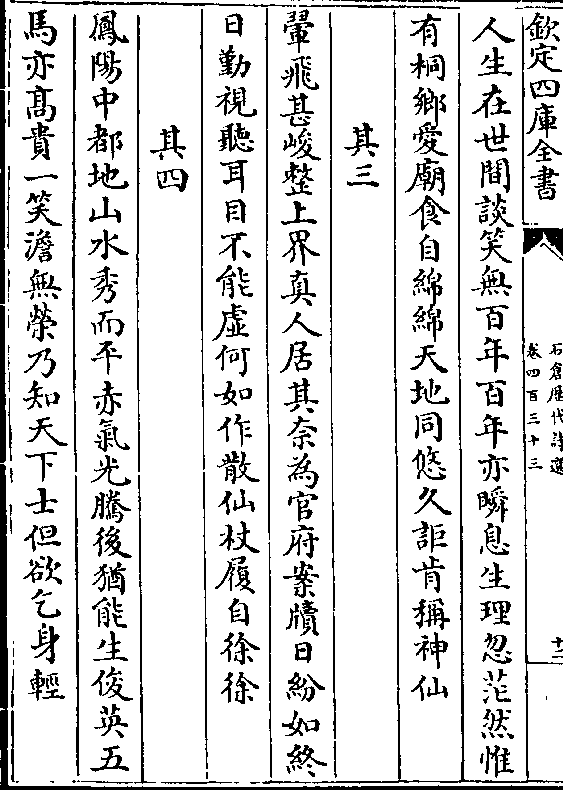 欽定四庫全書
石倉歷代詩選
卷四百三十三
十二
人生在世間談笑無百年百年亦瞬息生理忽茫然惟
有桐鄉愛廟食自綿綿天地同悠久詎肯稱神仙
其三
翬飛甚峻整上界真人居其奈為官府案牘日紛如終
日勤視聽耳目不能虛何如作散仙杖履自徐徐
其四
鳳陽中都地山水秀而平赤氣光騰後猶能生俊英五
馬亦髙貴一笑澹無榮乃知天下士但欲乞身輕